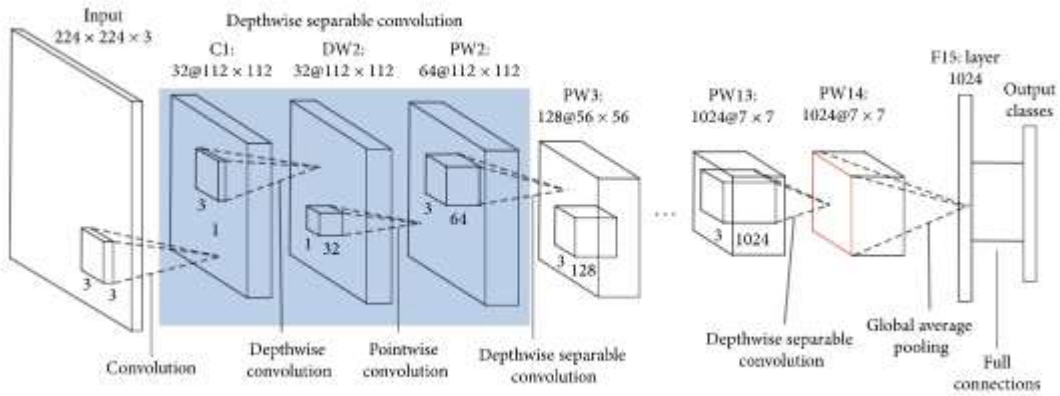 Input
224 × 224 × 3
Depthwise separable convolution
C1:
32@112 × 112
DW2:
32@112 × 112
PW2:
64@112 × 112
PW3:
128@56 × 56
PW13:
1024@7 × 7
PW14:
1024@7 × 7
F15: layer
1024
Output
classes
3
3
3
1
1
32
3
64
3
128
...
3
1024
Convolution
Depthwise
convolution
Pointwise
convolution
Depthwise separable
convolution
Depthwise separable
convolution
Global average
pooling
Full
connections